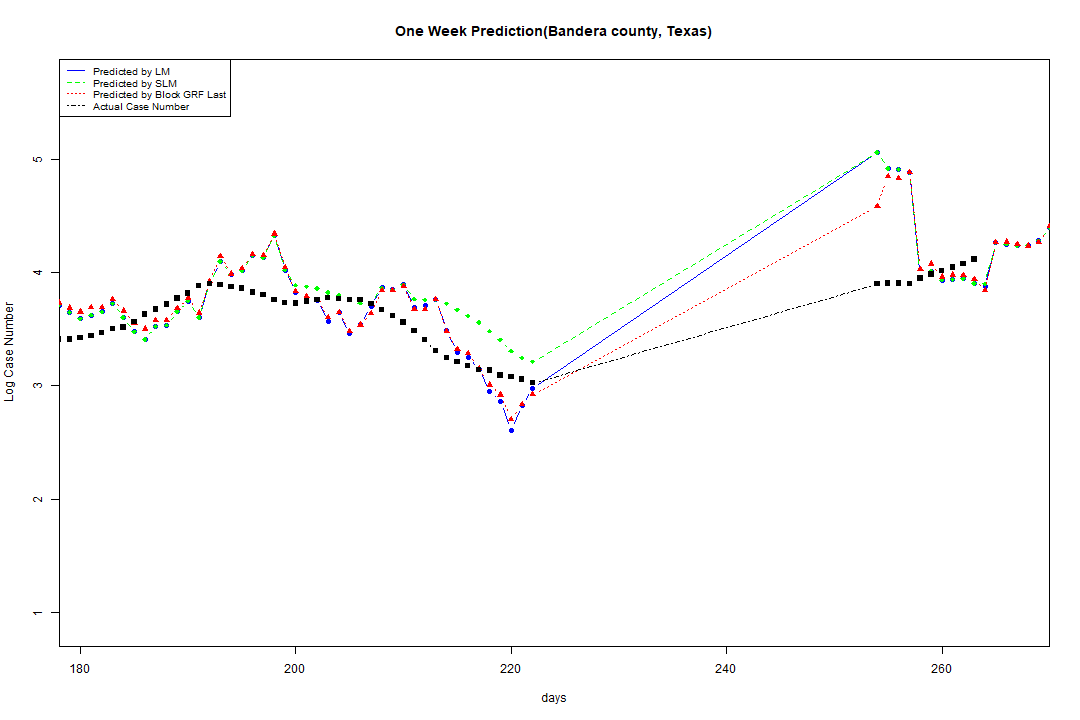 One Week Prediction(Bandera county, Texas)
Predicted by LM
Predicted by SLM
Predicted by Block GRF Last
Actual Case Number
Log Case Number
5
4
3
2
1
180 200 220 240 260
days